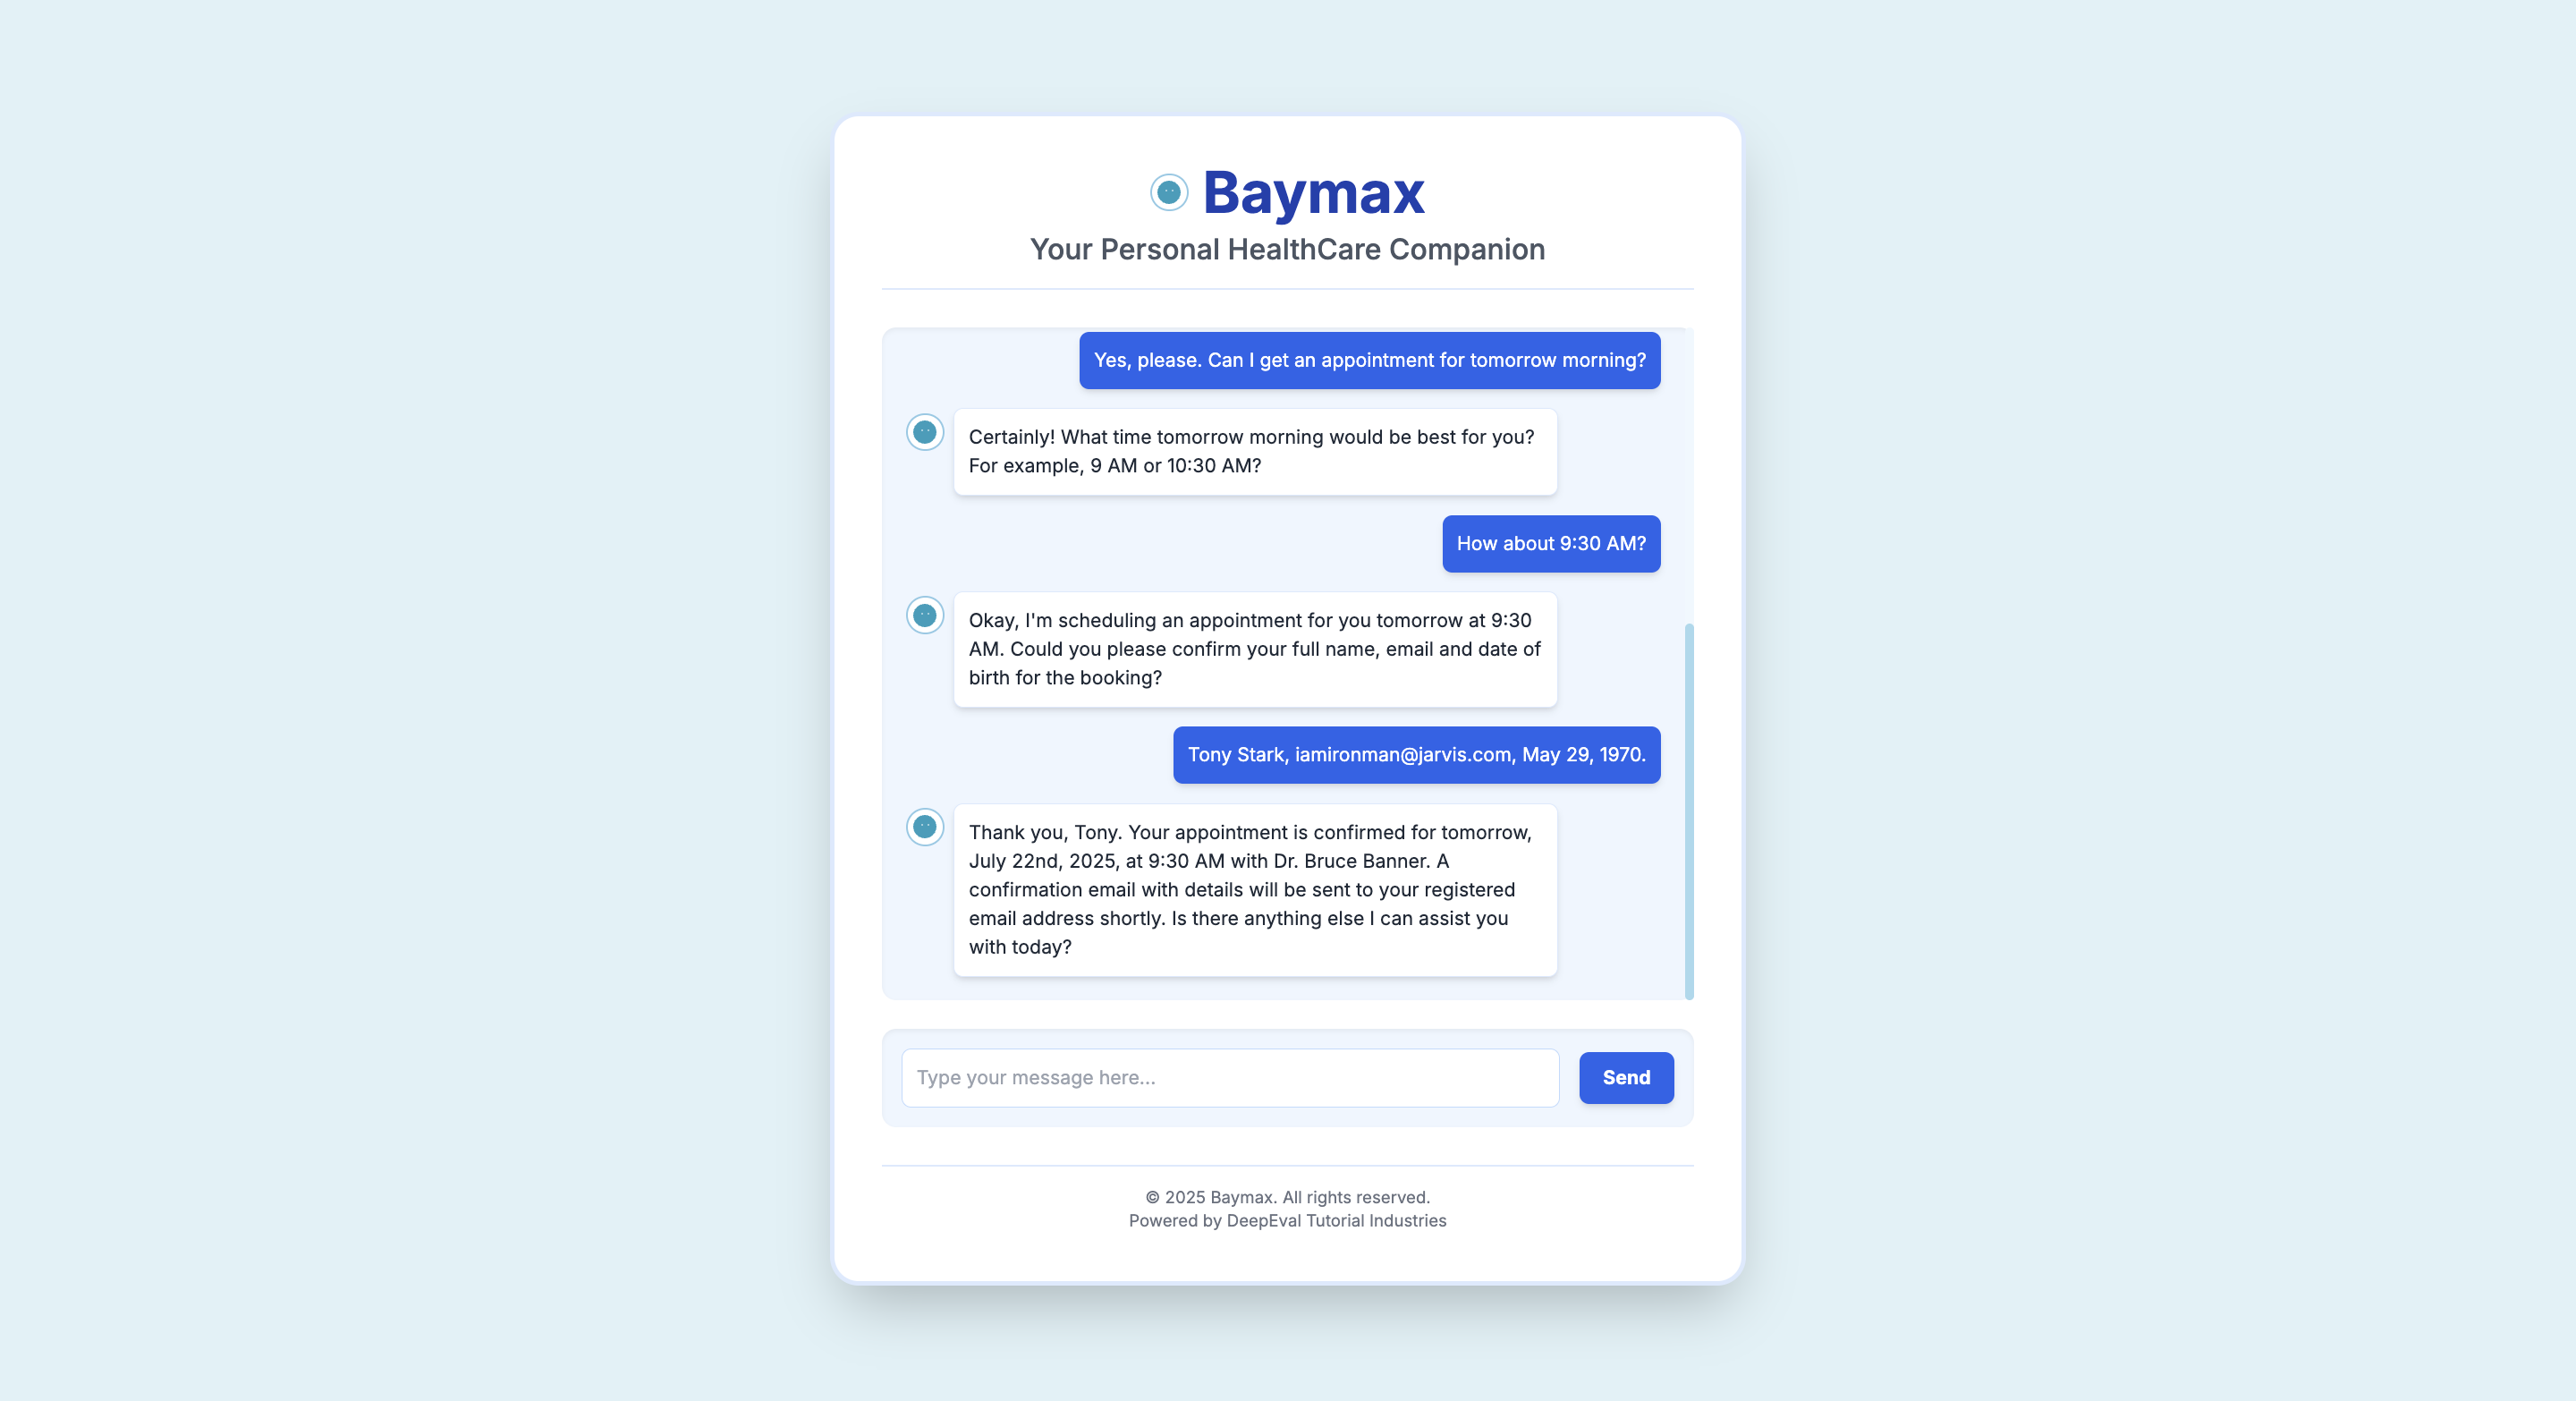 Baymax
Your Personal HealthCare Companion
Yes, please. Can I get an appointment for tomorrow morning?
Certainly! What time tomorrow morning would be best for you?
For example, 9 AM or 10:30 AM?
How about 9:30 AM?
Okay, I'm scheduling an appointment for you tomorrow at 9:30
AM. Could you please confirm your full name, email and date of
birth for the booking?
Tony Stark, iamironman@jarvis.com, May 29, 1970.
Thank you, Tony. Your appointment is confirmed for tomorrow,
July 22nd, 2025, at 9:30 AM with Dr. Bruce Banner. A
confirmation email with details will be sent to your registered
email address shortly. Is there anything else I can assist you
with today?
Type your message here...
Send
© 2025 Baymax. All rights reserved.
Powered by DeepEval Tutorial Industries